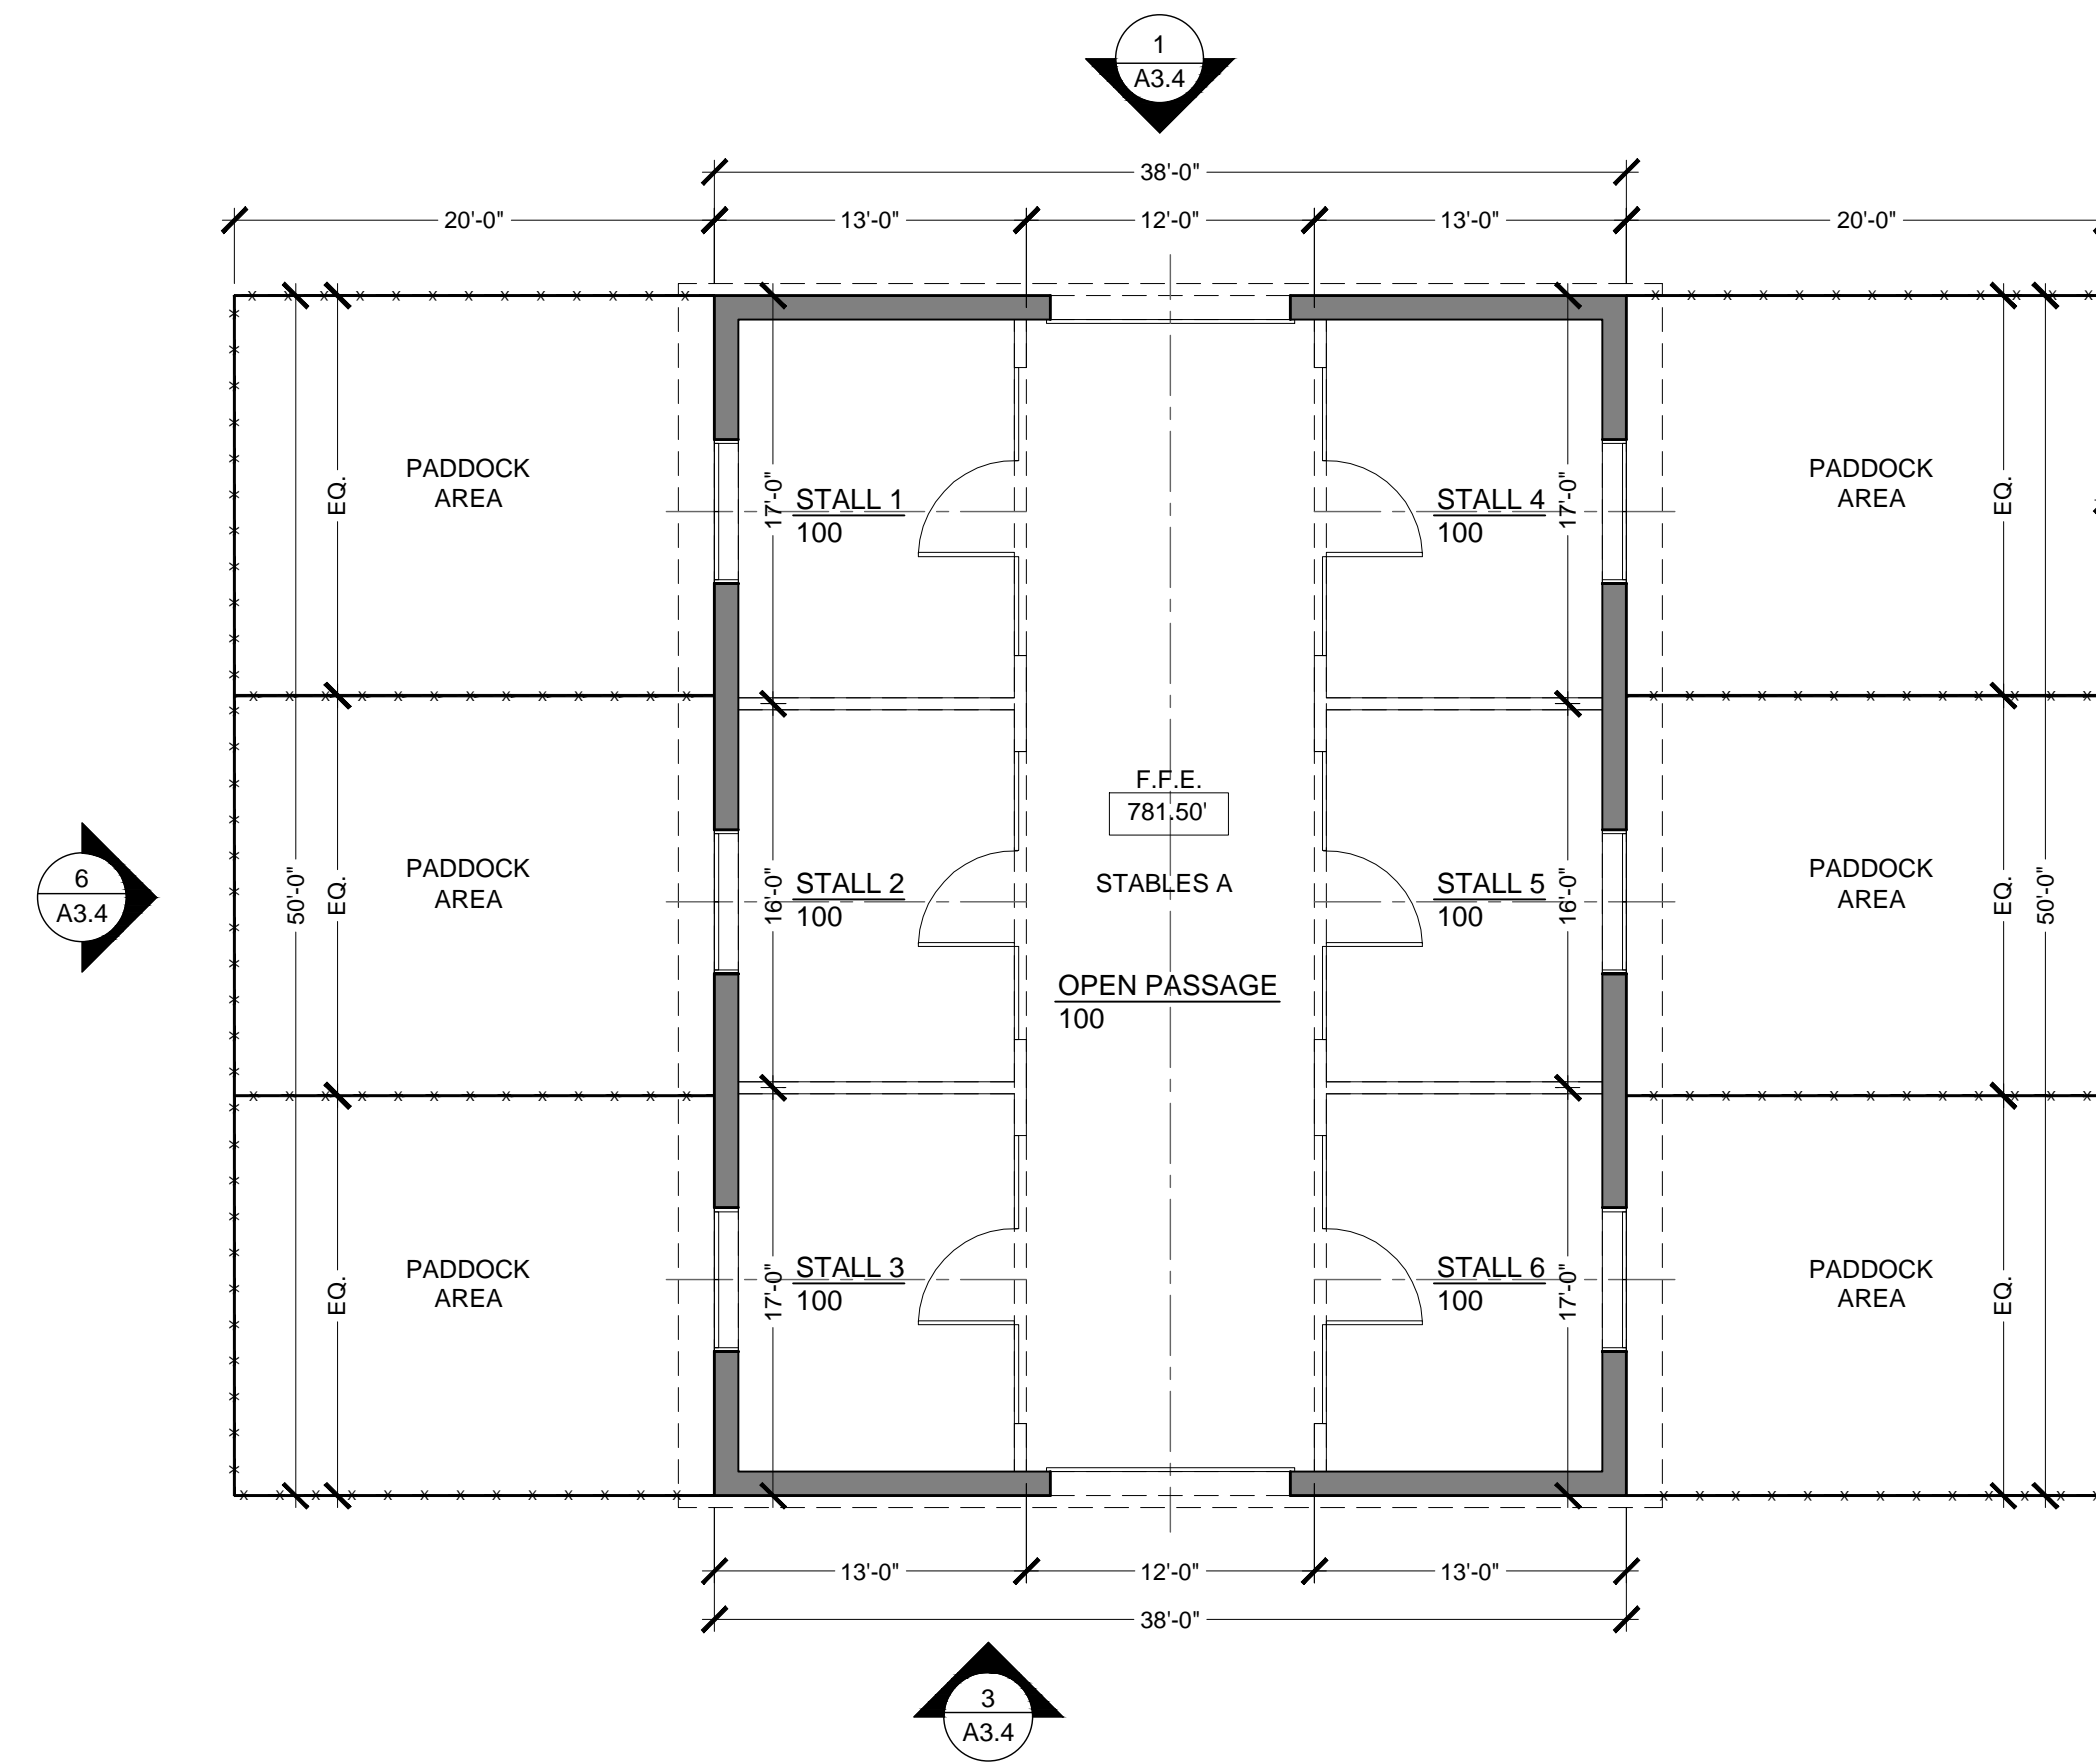 1
A3.4
38'-0"
20'-0"
13'-0"
12'-0"
13'-0"
20'-0"
PADDOCK
AREA
EQ.
17'-0"
STALL 1
100
STALL 4
100
17'-0"
PADDOCK
AREA
EQ.
F.F.E.
781.50'
6
A3.4
50'-0"
EQ.
PADDOCK
AREA
16'-0"
STALL 2
100
STABLES A
STALL 5
100
16'-0"
PADDOCK
AREA
EQ.
50'-0"
OPEN PASSAGE
100
EQ.
PADDOCK
AREA
17'-0"
STALL 3
100
STALL 6
100
17'-0"
PADDOCK
AREA
EQ.
13'-0"
12'-0"
13'-0"
38'-0"
3
A3.4